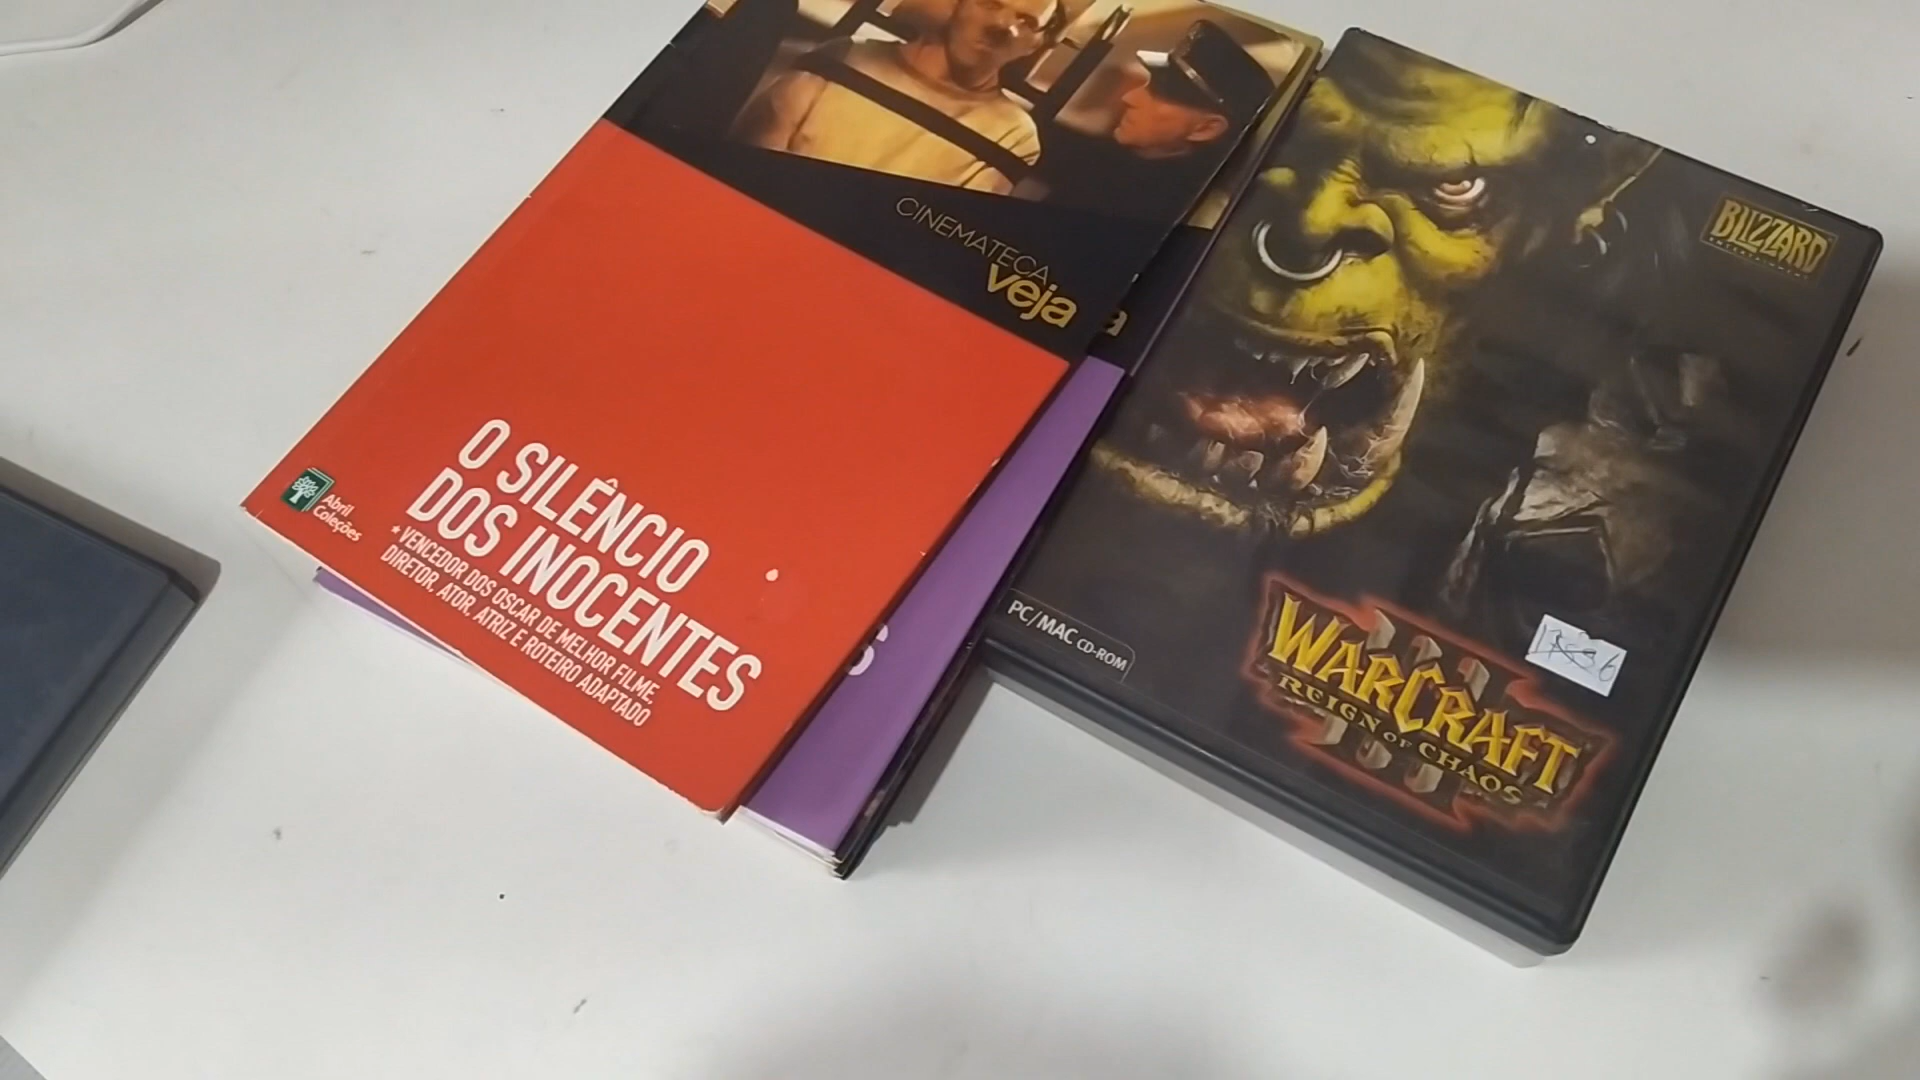 CINEMATECA
veja
a
Abril
Coleções
O SILÊNCIO
DOS INOCENTES
* VENCEDOR DOS OSCAR DE MELHOR FILME,
DIRETOR, ATOR, ATRIZ E ROTEIRO ADAPTADO
S
BLIZZARD
ENTERTAINMENT
PC/MAC CD-ROM
WARCRAFT
III
REIGN OF CHAOS